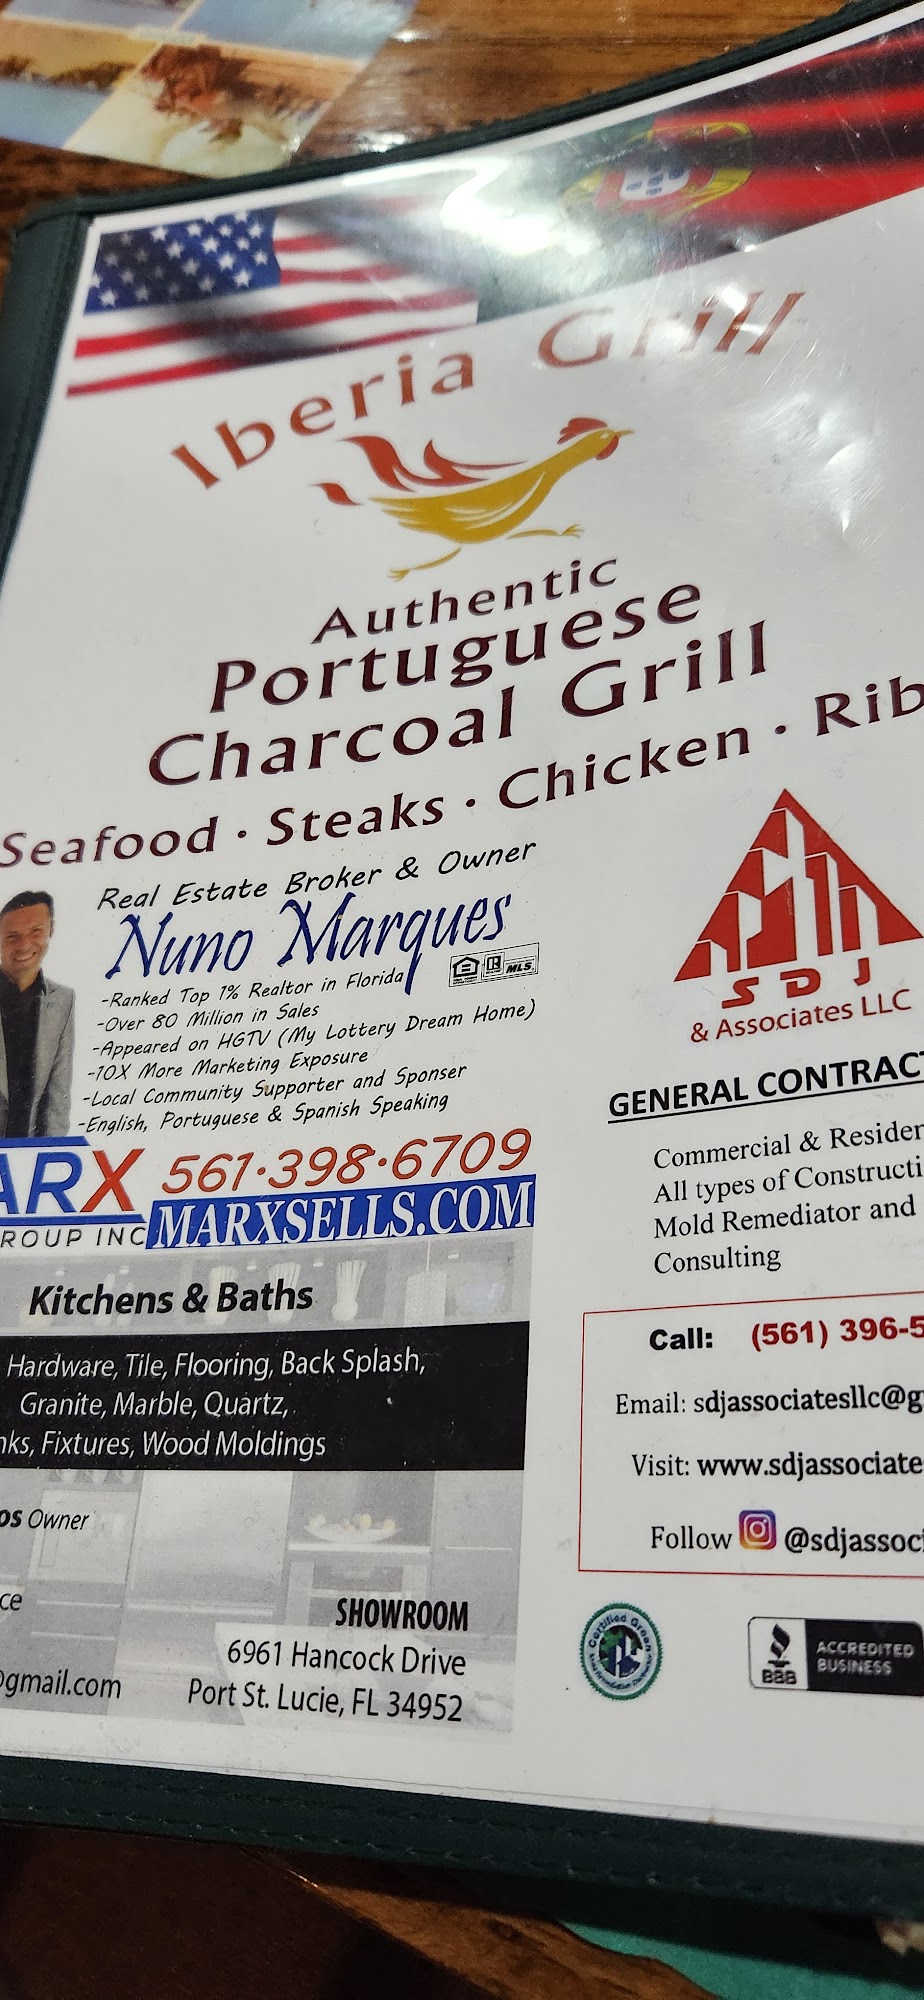 Iberia Grill
Authentic
Portuguese
Charcoal Grill
Seafood · Steaks · Chicken · Rib
Real Estate Broker & Owner
Nuno Marques
MLS
-Ranked Top 1% Realtor in Florida
-Over 80 Million in Sales
-Appeared on HGTV (My Lottery Dream Home)
-10X More Marketing Exposure
-Local Community Supporter and Sponser
-English, Portuguese & Spanish Speaking
ARX 561·398·6709
ROUP INC MARXSELLS.COM
Kitchens & Baths
Hardware, Tile, Flooring, Back Splash,
Granite, Marble, Quartz,
nks, Fixtures, Wood Moldings
os Owner
ce
@gmail.com
SHOWROOM
6961 Hancock Drive
Port St. Lucie, FL 34952
SDJ
& Associates LLC
GENERAL CONTRACT
Commercial & Residen
All types of Constructi
Mold Remediator and
Consulting
Call: (561) 396-5
Email: sdjassociatesllc@g
Visit: www.sdjassociate
Follow @sdjassoci
Certified Green
BBB
ACCREDITED
BUSINESS